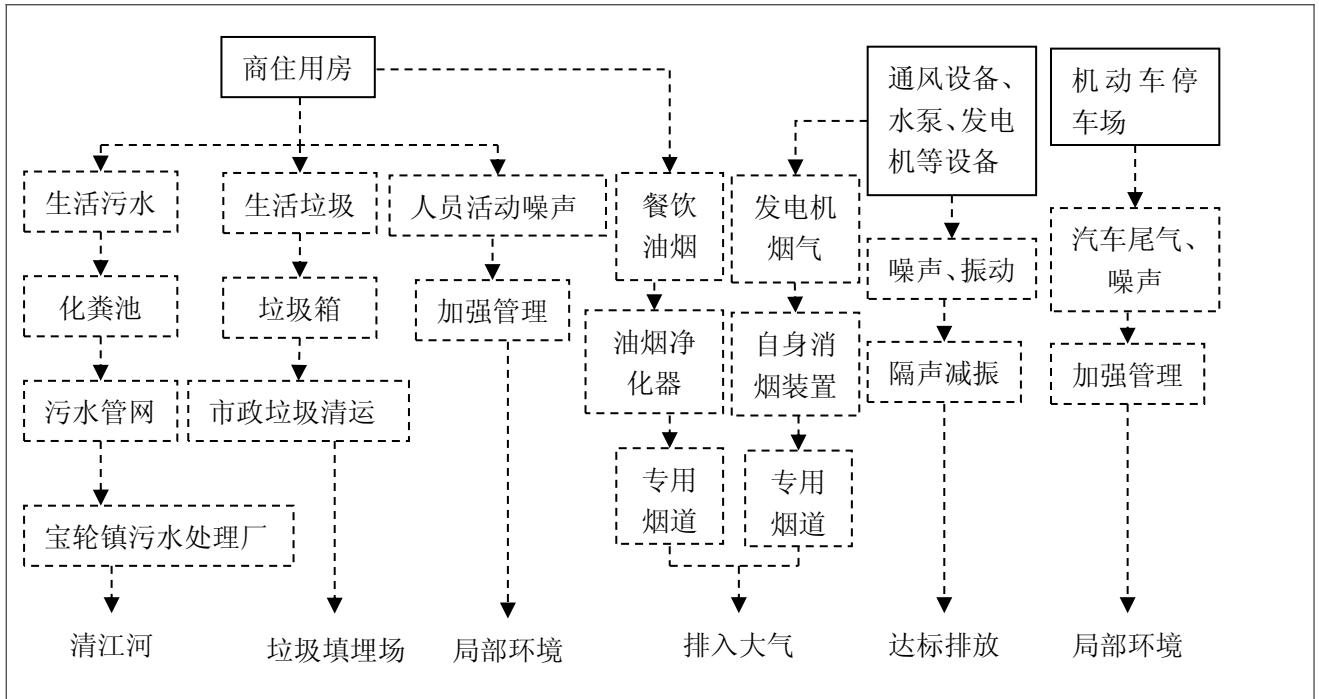 商住用房
通风设备、
水泵、发电
机等设备
机动车停
车场
生活污水
生活垃圾
人员活动噪声
餐饮
油烟
发电机
烟气
噪声、振动
汽车尾气、
噪声
化粪池
垃圾箱
加强管理
油烟净
化器
自身消
烟装置
隔声减振
加强管理
污水管网
市政垃圾清运
专用
烟道
专用
烟道
宝轮镇污水处理厂
清江河
垃圾填埋场
局部环境
排入大气
达标排放
局部环境